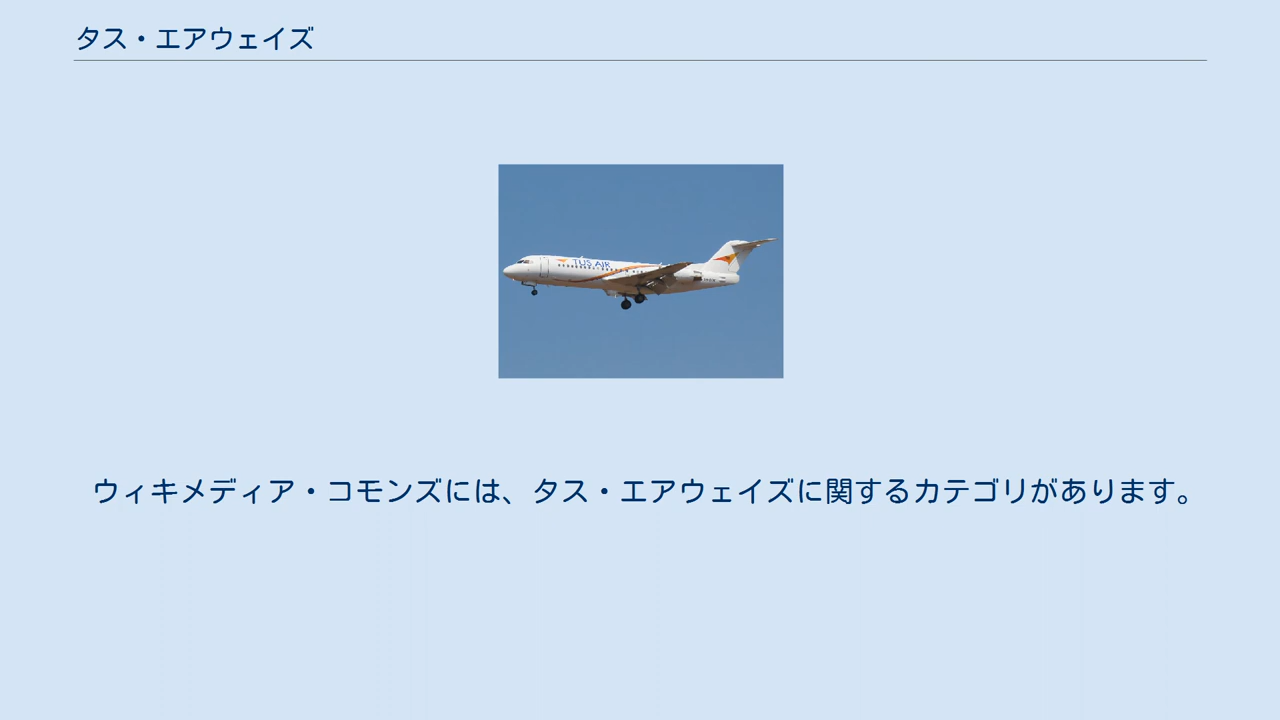 タス・エアウェイズ
TUS AIR
ウィキメディア・コモンズには、タス・エアウェイズに関するカテゴリがあります。